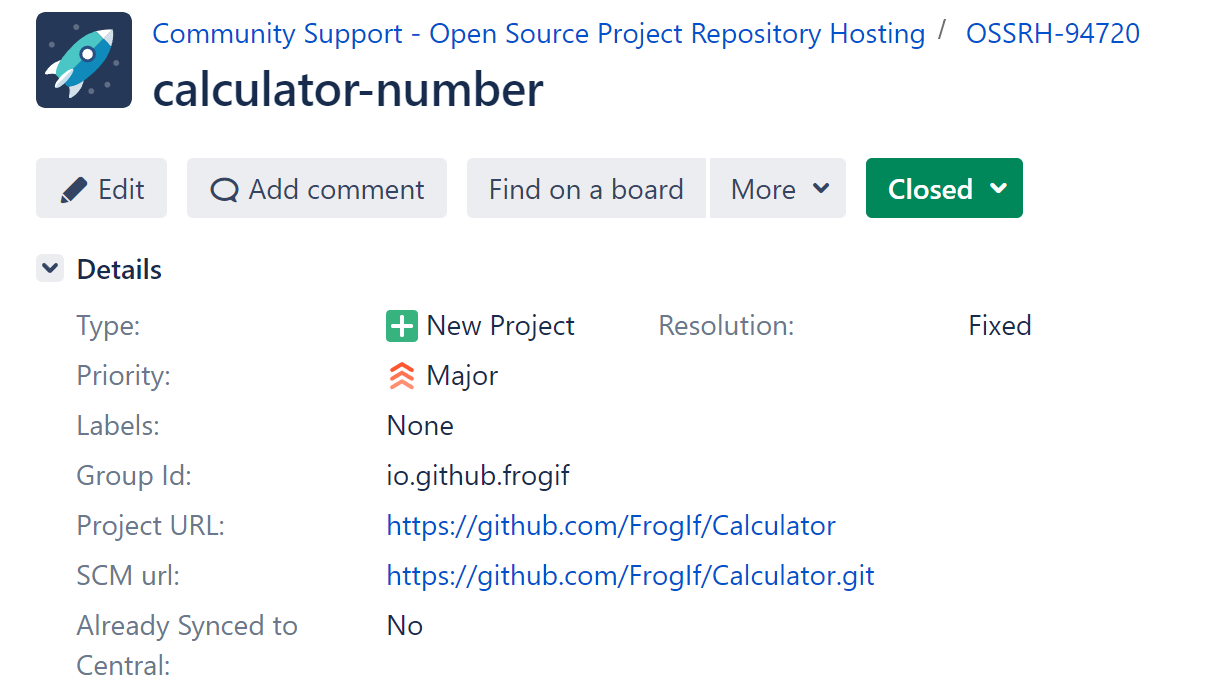 Community Support - Open Source Project Repository Hosting / OSSRH-94720
calculator-number
Edit Add comment Find on a board More Closed
Details
Type: New Project Resolution: Fixed
Priority: Major
Labels: None
Group Id: io.github.frogif
Project URL: https://github.com/FrogIf/Calculator
SCM url: https://github.com/FrogIf/Calculator.git
Already Synced to No
Central: